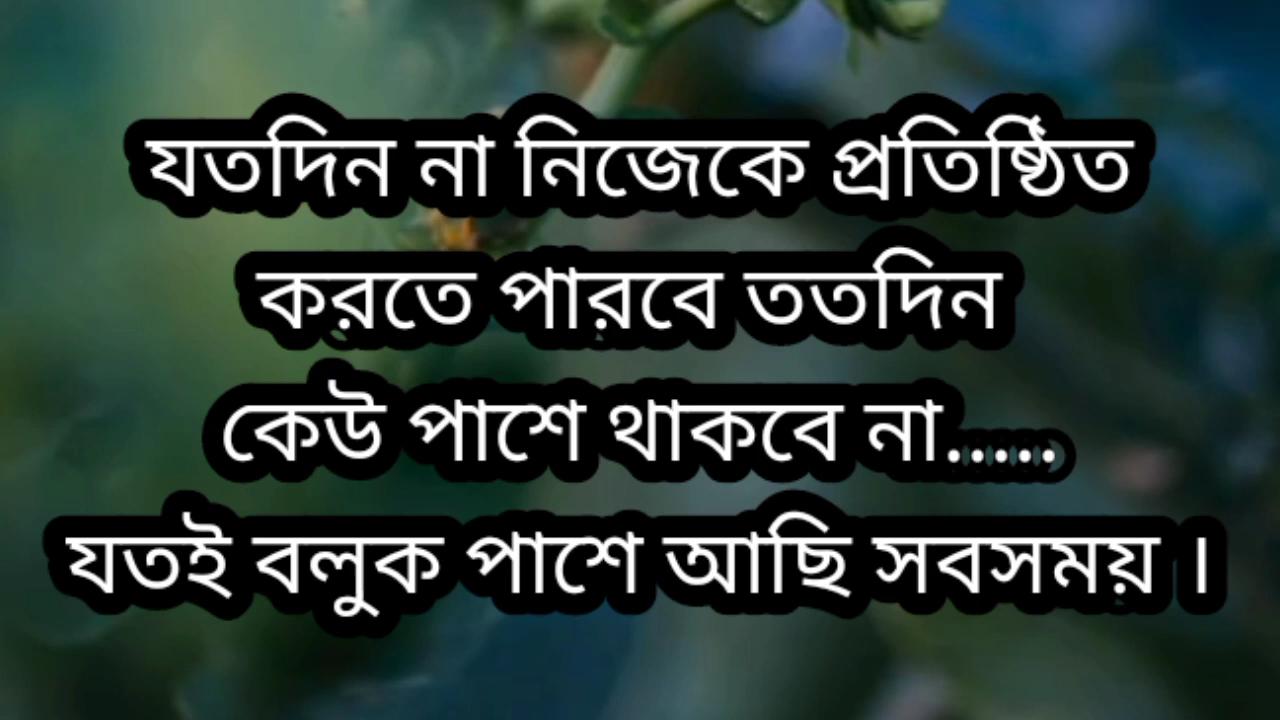 যতদিন না নিজেকে প্রতিষ্ঠিত
করতে পারবে ততদিন
কেউ পাশে থাকবে না.....
যতই বলুক পাশে আছি সবসময় ।